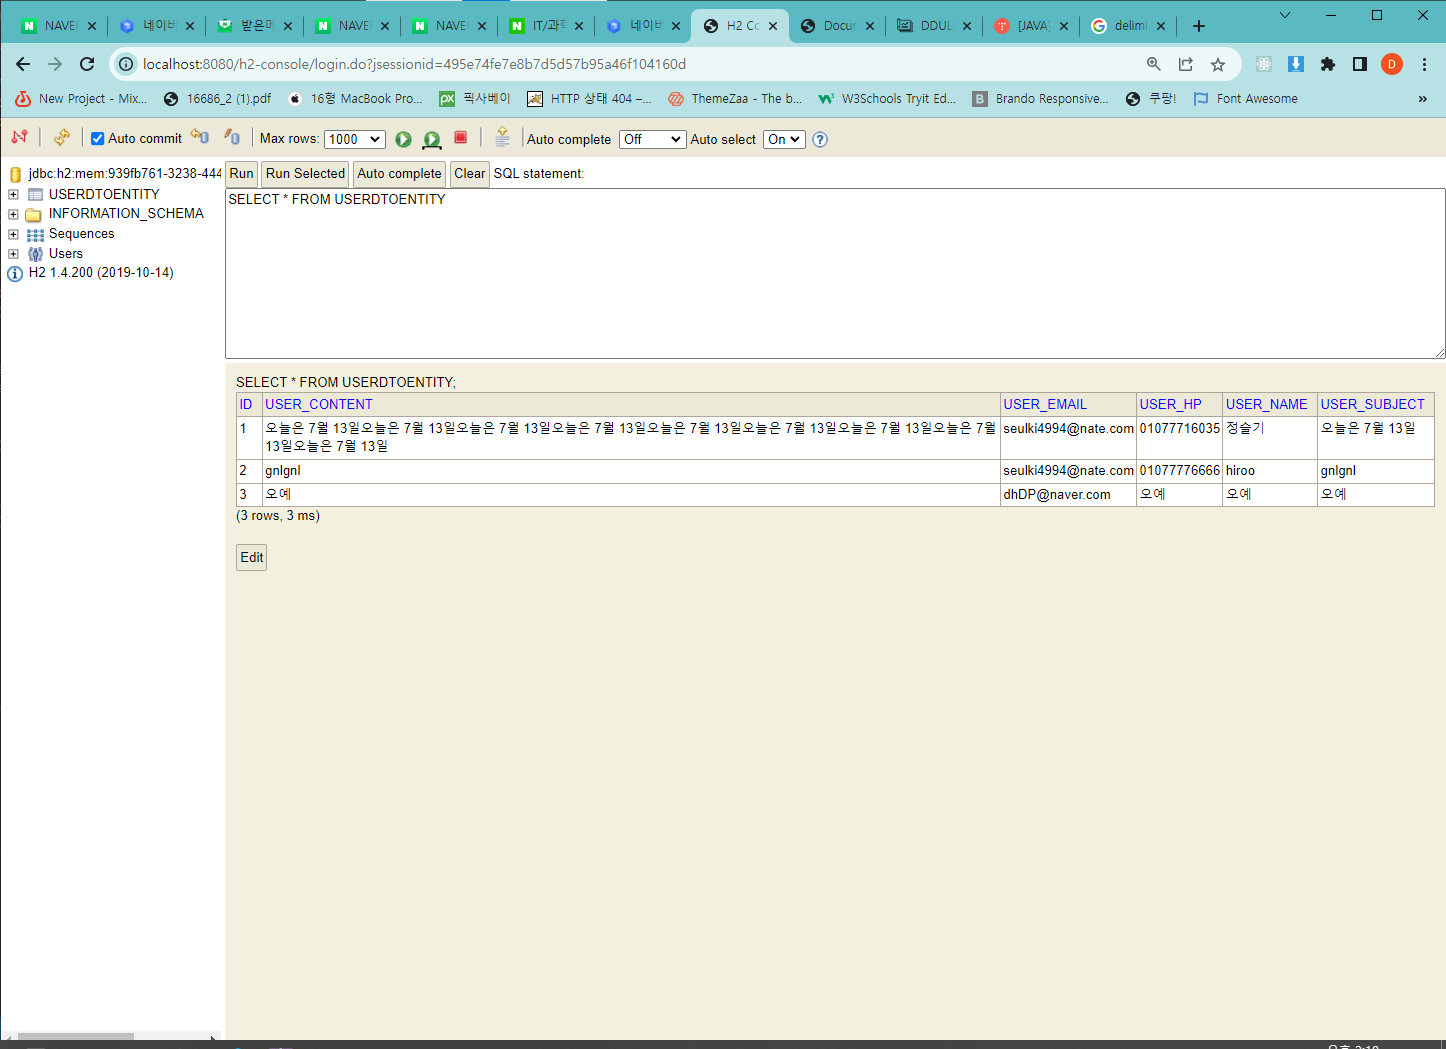 NAVE
네이버
받은메
NAVE
NAVE
IT/과학
네이버
H2 Co
Docum
DDUL
[JAVA]
delimi
localhost:8080/h2-console/login.do?jsessionid=495e74fe7e8b7d5d57b95a46f104160d
D
New Project - Mix...
16686_2 (1).pdf
16형 MacBook Pro...
px 픽사베이
HTTP 상태 404 –...
ThemeZaa - The b...
W3Schools Tryit Ed...
B Brando Responsive...
쿠팡!
Font Awesome
»
Auto commit
Max rows: 1000
Auto complete Off
Auto select On
jdbc:h2:mem:939fb761-3238-444
USERDTOENTITY
INFORMATION_SCHEMA
Sequences
Users
H2 1.4.200 (2019-10-14)
Run Run Selected Auto complete Clear SQL statement:
SELECT * FROM USERDTOENTITY
SELECT * FROM USERDTOENTITY;
ID USER_CONTENT USER_EMAIL USER_HP USER_NAME USER_SUBJECT
1 오늘은 7월 13일오늘은 7월 13일오늘은 7월 13일오늘은 7월 13일오늘은 7월 13일오늘은 7월 13일오늘은 7월 13일오늘은 7월 seulki4994@nate.com 01077716035 정슬기 오늘은 7월 13일
13일오늘은 7월 13일
2 gnlgnl seulki4994@nate.com 01077776666 hiroo gnlgnl
3 오예 dhDP@naver.com 오예 오예 오예
(3 rows, 3 ms)
Edit